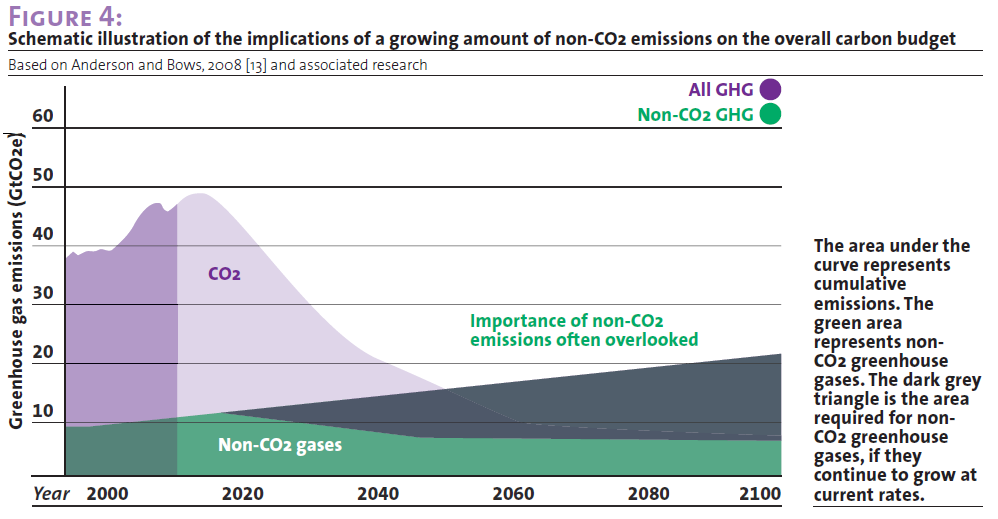 FIGURE 4:
Schematic illustration of the implications of a growing amount of non-CO2 emissions on the overall carbon budget
Based on Anderson and Bows, 2008 [13] and associated research
All GHG
Non-CO2 GHG
Greenhouse gas emissions (GtCO2e)
60
50
40
30
20
10
CO2
Importance of non-CO2
emissions often overlooked
Non-CO2 gases
Year 2000 2020 2040 2060 2080 2100
The area under the
curve represents
cumulative
emissions. The
green area
represents non-
CO2 greenhouse
gases. The dark grey
triangle is the area
required for non-
CO2 greenhouse
gases, if they
continue to grow at
current rates.